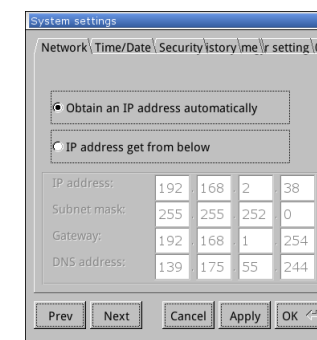 System settings
Network Time/Date Security istory me r setting
Obtain an IP address automatically
IP address get from below
IP address: 192 . 168 . 2 . 38
Subnet mask: 255 . 255 . 252 . 0
Gateway: 192 . 168 . 1 . 254
DNS address: 139 . 175 . 55 . 244
Prev Next Cancel Apply OK